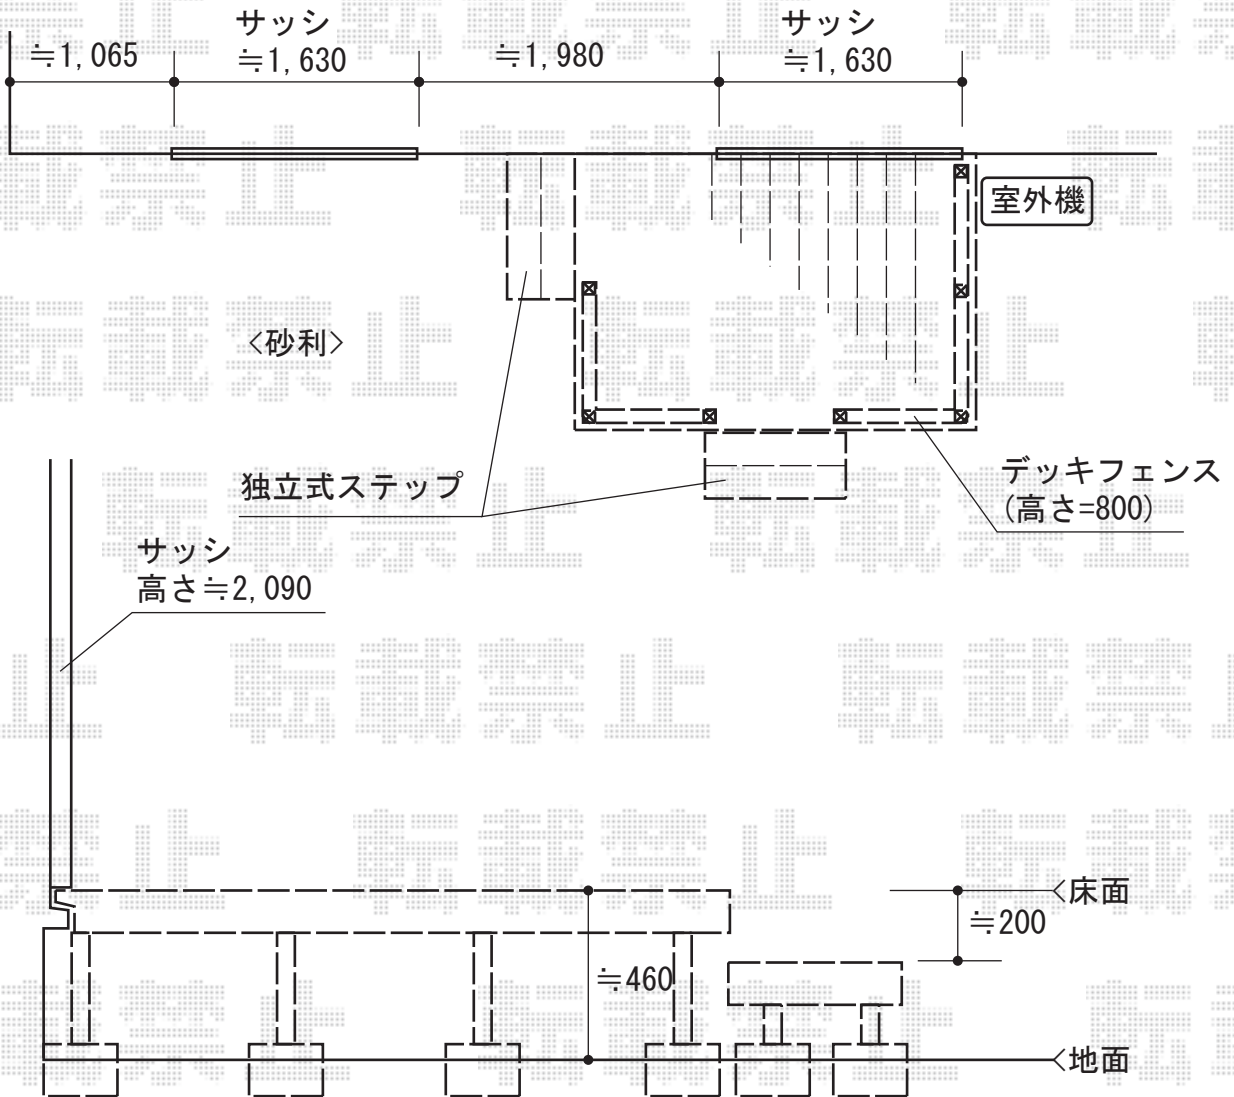 サッシ
サッシ
≒1,065
≒1,630
≒1,980
≒1,630
室外機
<砂利>
デッキフェンス
(高さ=800)
独立式ステップ
サッシ
高さ≒2,090
<床面
≒200
≒460
<地面
転載禁止